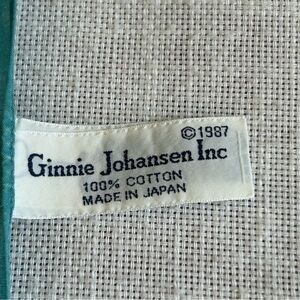 ©1987
Ginnie Johansen Inc
100% COTTON
MADE IN JAPAN